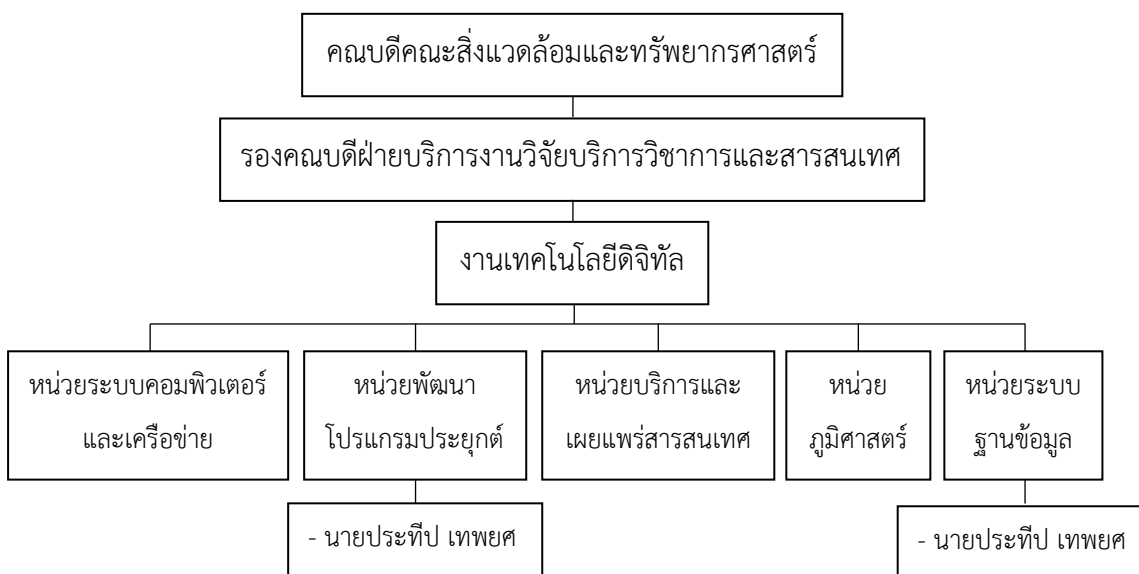 คณบดีคณะสิ่งแวดล้อมและทรัพยากรศาสตร์
รองคณบดีฝ่ายบริการงานวิจัยบริการวิชาการและสารสนเทศ
งานเทคโนโลยีดิจิทัล
หน่วยระบบคอมพิวเตอร์
และเครือข่าย
หน่วยพัฒนา
โปรแกรมประยุกต์
หน่วยบริการและ
เผยแพร่สารสนเทศ
หน่วย
ภูมิศาสตร์
หน่วยระบบ
ฐานข้อมูล
- นายประทีป เทพยศ
- นายประทีป เทพยศ